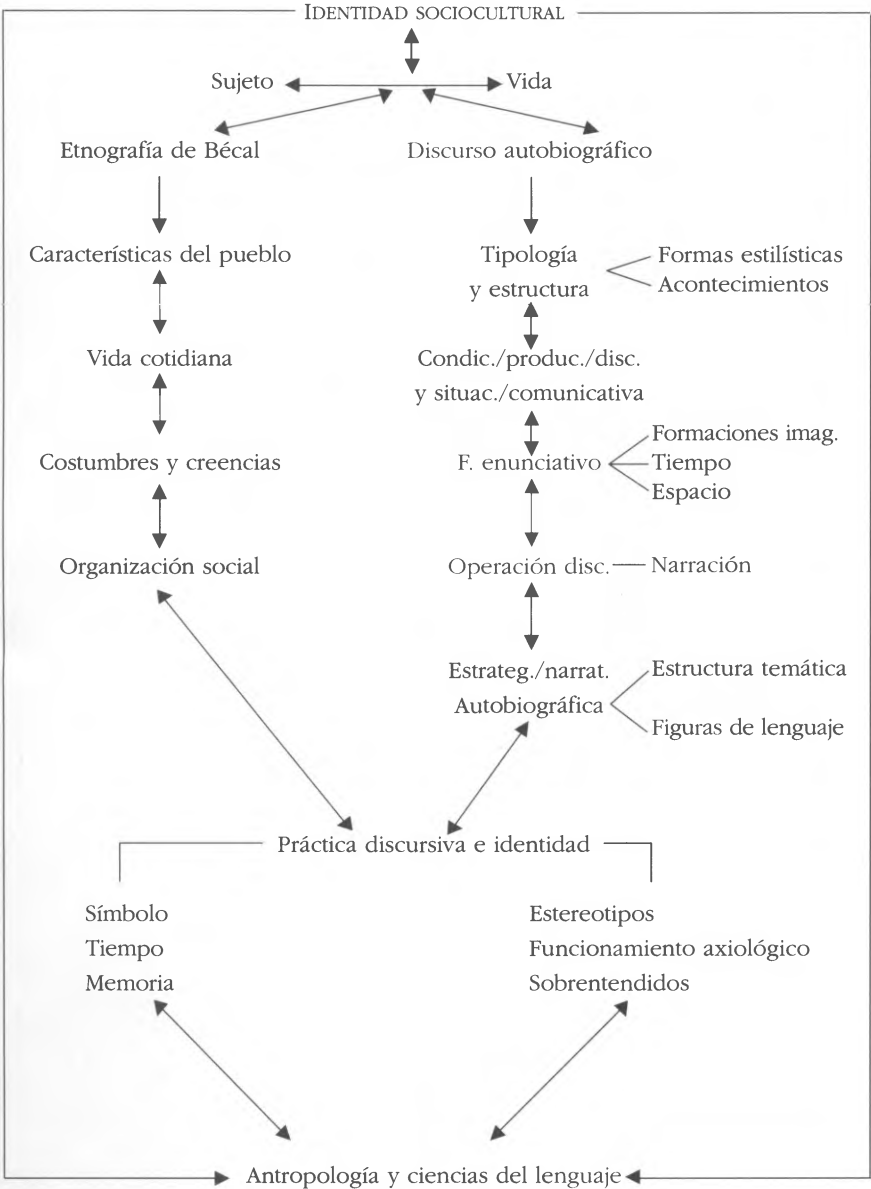 IDENTIDAD SOCIOCULTURAL
Sujeto
Vida
Etnografía de Bécal
Discurso autobiográfico
Características del pueblo
Tipología
y estructura
Formas estilísticas
Acontecimientos
Vida cotidiana
Condic./produc./disc.
y situac./comunicativa
Costumbres y creencias
F. enunciativo
Formaciones imag.
Tiempo
Espacio
Organización social
Operación disc.
Narración
Estrateg./narrat.
Autobiográfica
Estructura temática
Figuras de lenguaje
Práctica discursiva e identidad
Símbolo
Tiempo
Memoria
Estereotipos
Funcionamiento axiológico
Sobrentendidos
Antropología y ciencias del lenguaje